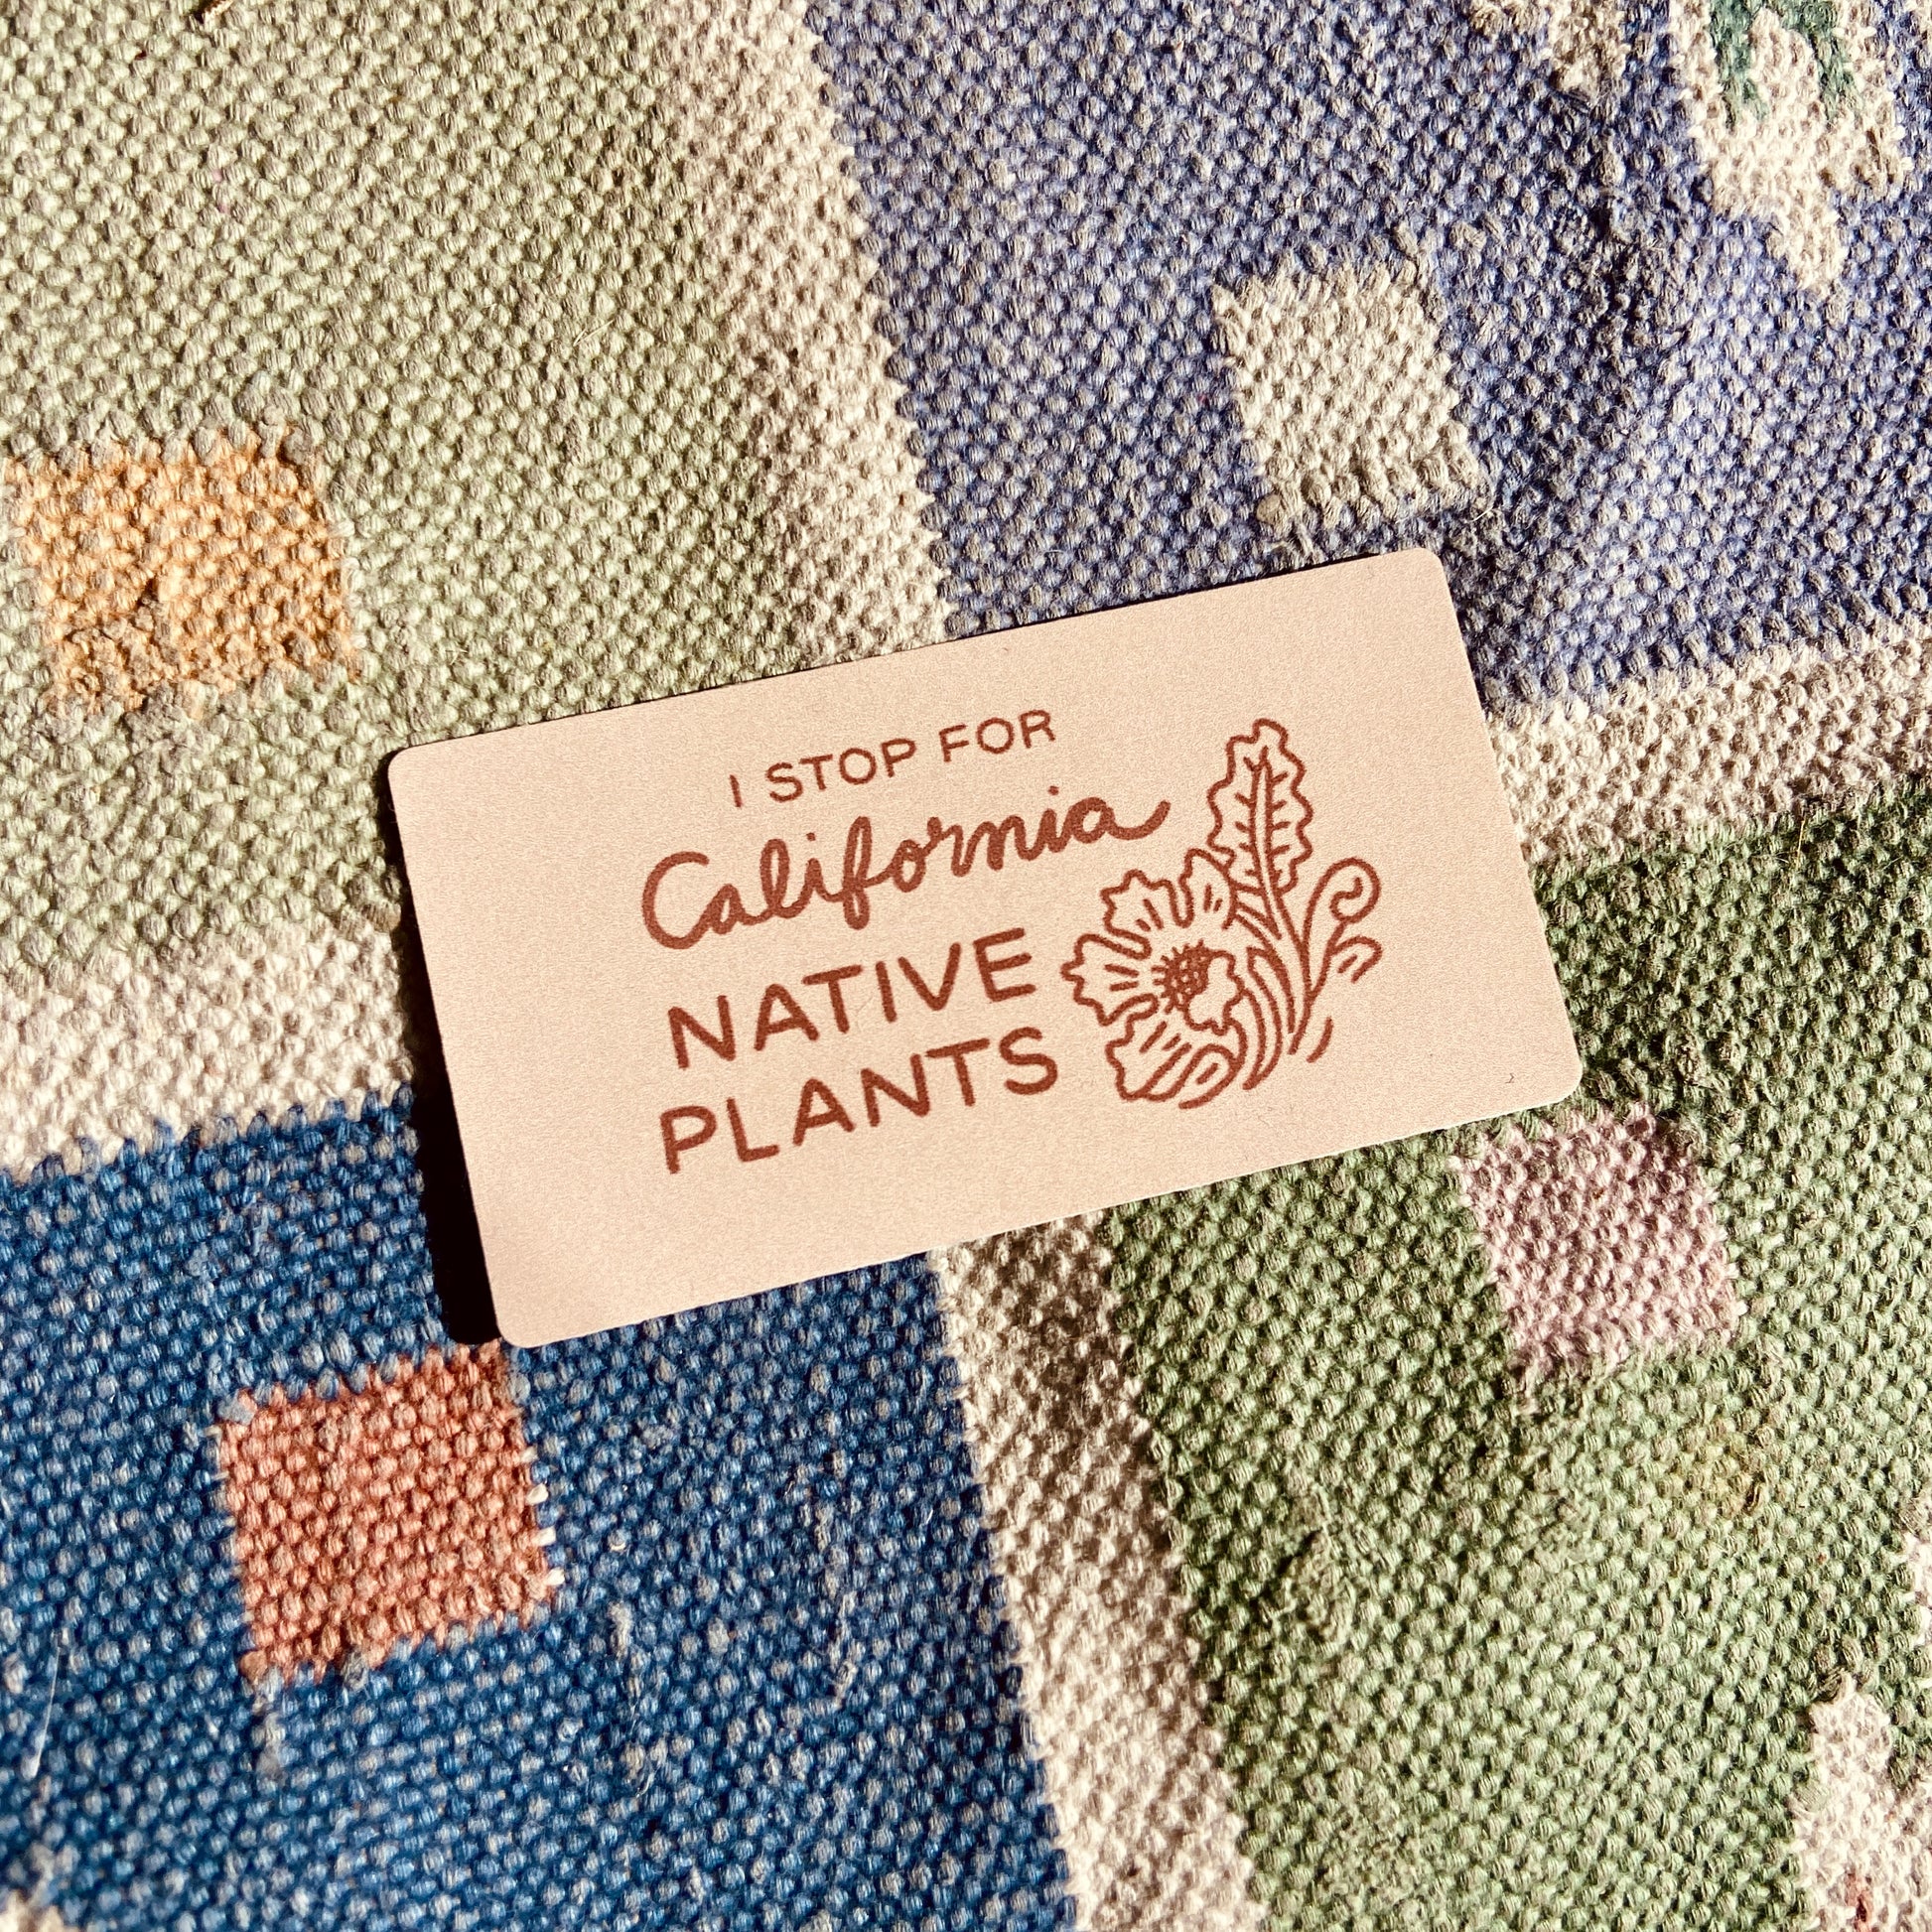 I STOP FOR
California
NATIVE
PLANTS